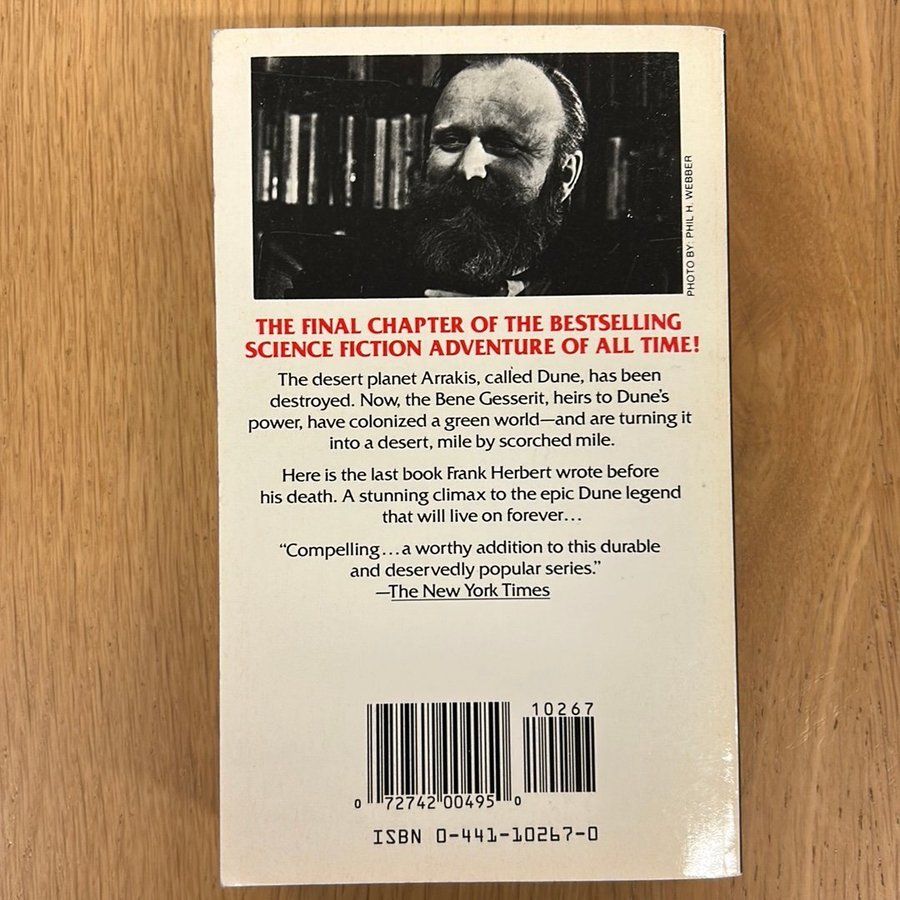 PHOTO BY: PHIL H. WEBBER
THE FINAL CHAPTER OF THE BESTSELLING
SCIENCE FICTION ADVENTURE OF ALL TIME!
The desert planet Arrakis, called Dune, has been
destroyed. Now, the Bene Gesserit, heirs to Dune's
power, have colonized a green world—and are turning it
into a desert, mile by scorched mile.
Here is the last book Frank Herbert wrote before
his death. A stunning climax to the epic Dune legend
that will live on forever...
“Compelling...a worthy addition to this durable
and deservedly popular series.”
—The New York Times
10267
0 72742 00495 0
ISBN 0-441-10267-0